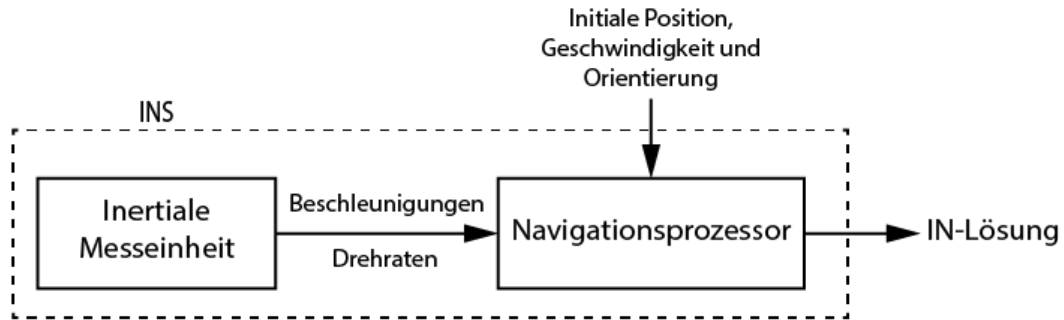 Initiale Position,
Geschwindigkeit und
Orientierung
INS
Inertiale
Messeinheit
Beschleunigungen
Drehraten
Navigationsprozessor
IN-Lösung